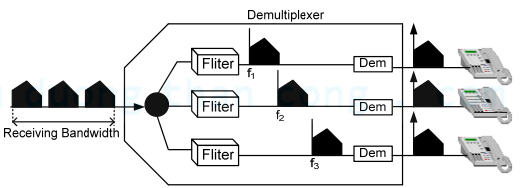 Demultiplexer
Fliter
f1
Dem
Fliter
f2
Dem
Receiving Bandwidth
Fliter
f3
Dem